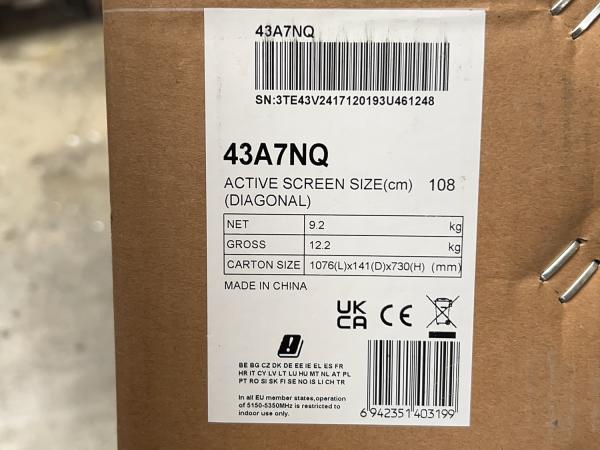 43A7NQ
SN:3TE43V2417120193U461248
43A7NQ
ACTIVE SCREEN SIZE(cm) 108
(DIAGONAL)
NET 9.2 kg
GROSS 12.2 kg
CARTON SIZE 1076(L)x141(D)x730(H) (mm)
MADE IN CHINA
UK
CA CE
BE BG CZ DK DE EE IE EL ES FR
HR IT CY LV LT LU HU MT NL AT PL
PT RO SI SK FI SE NO IS LI CH TR
In all EU member states,operation
of 5150-5350MHz is restricted to
indoor use only.
6 942351 403199